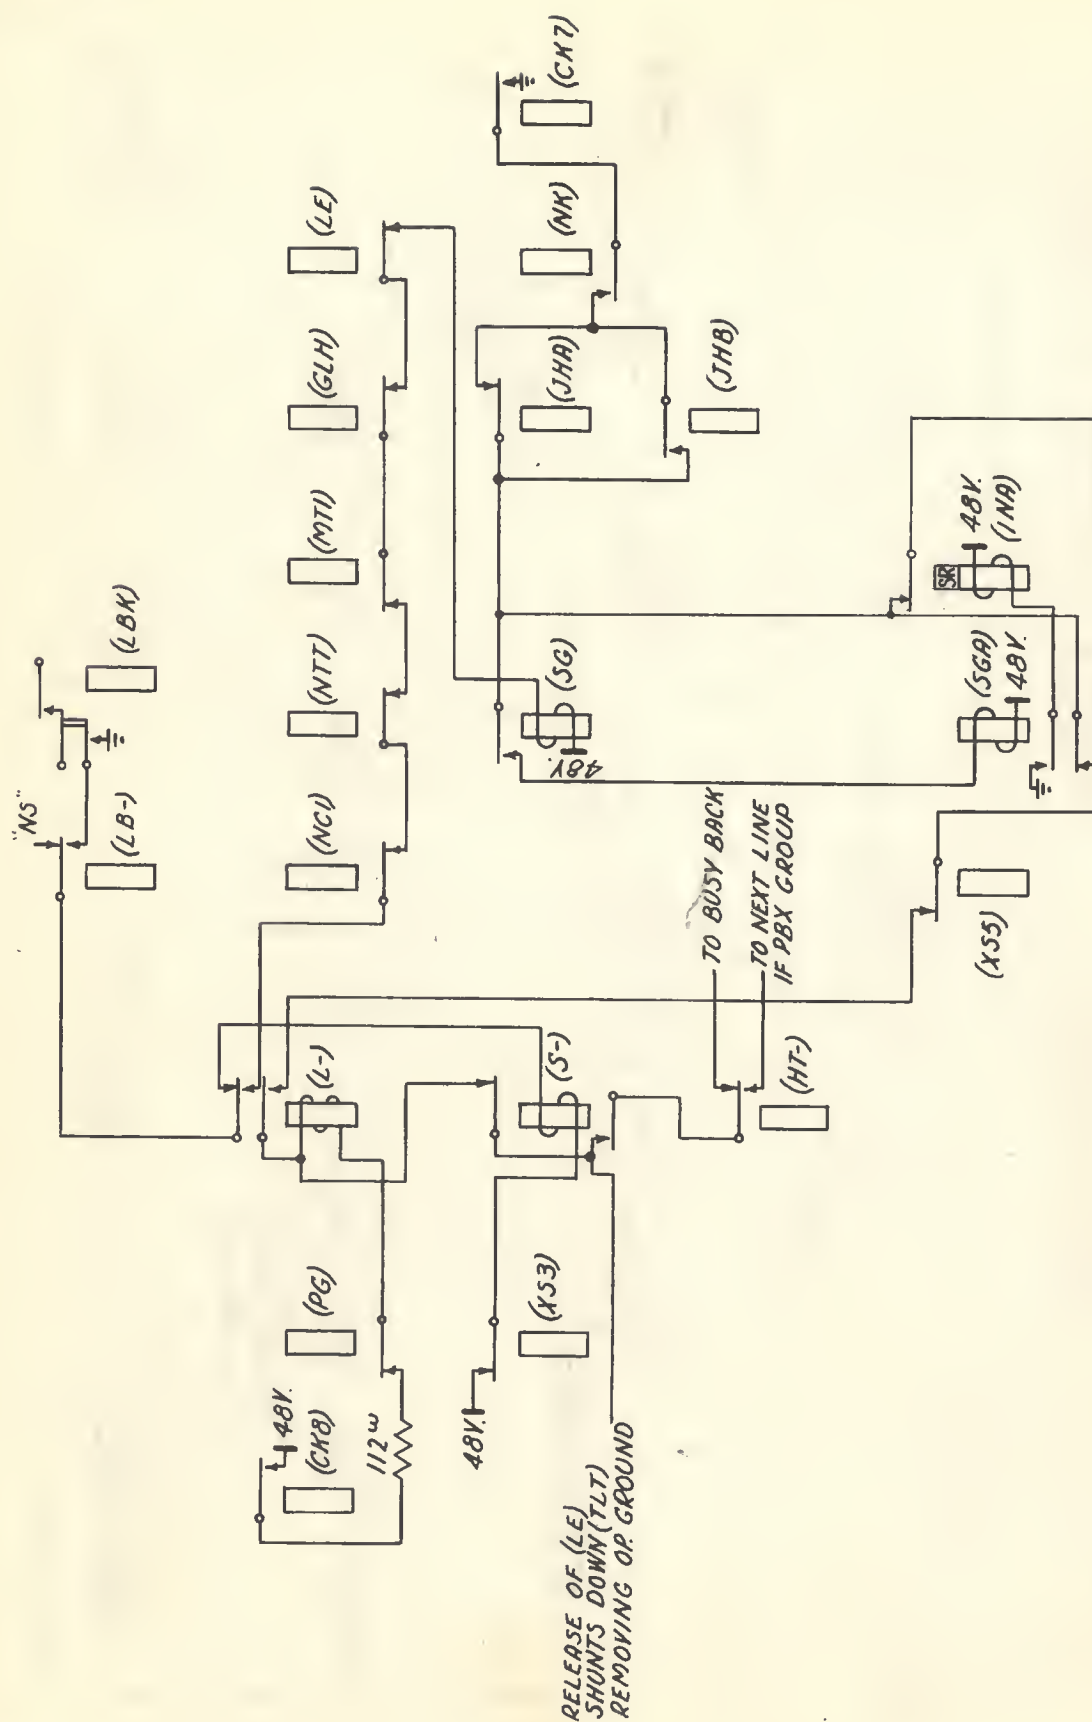 "NS"
(LB-)
(LBK)
48V.
(CK8)
(PG)
(L-)
(NC1)
(NTT)
(MT1)
(GLH)
(LE)
112ω
48V.
(XS3)
(S-)
48V.
(SG)
(JHA)
(NK)
(CK7)
RELEASE OF (LE)
SHUNTS DOWN (TLT)
REMOVING OP. GROUND
(HT-)
TO BUSY BACK
TO NEXT LINE
IF PBX GROUP
(JHB)
(XS5)
(SGA)
48V.
SR
48V.
(INA)